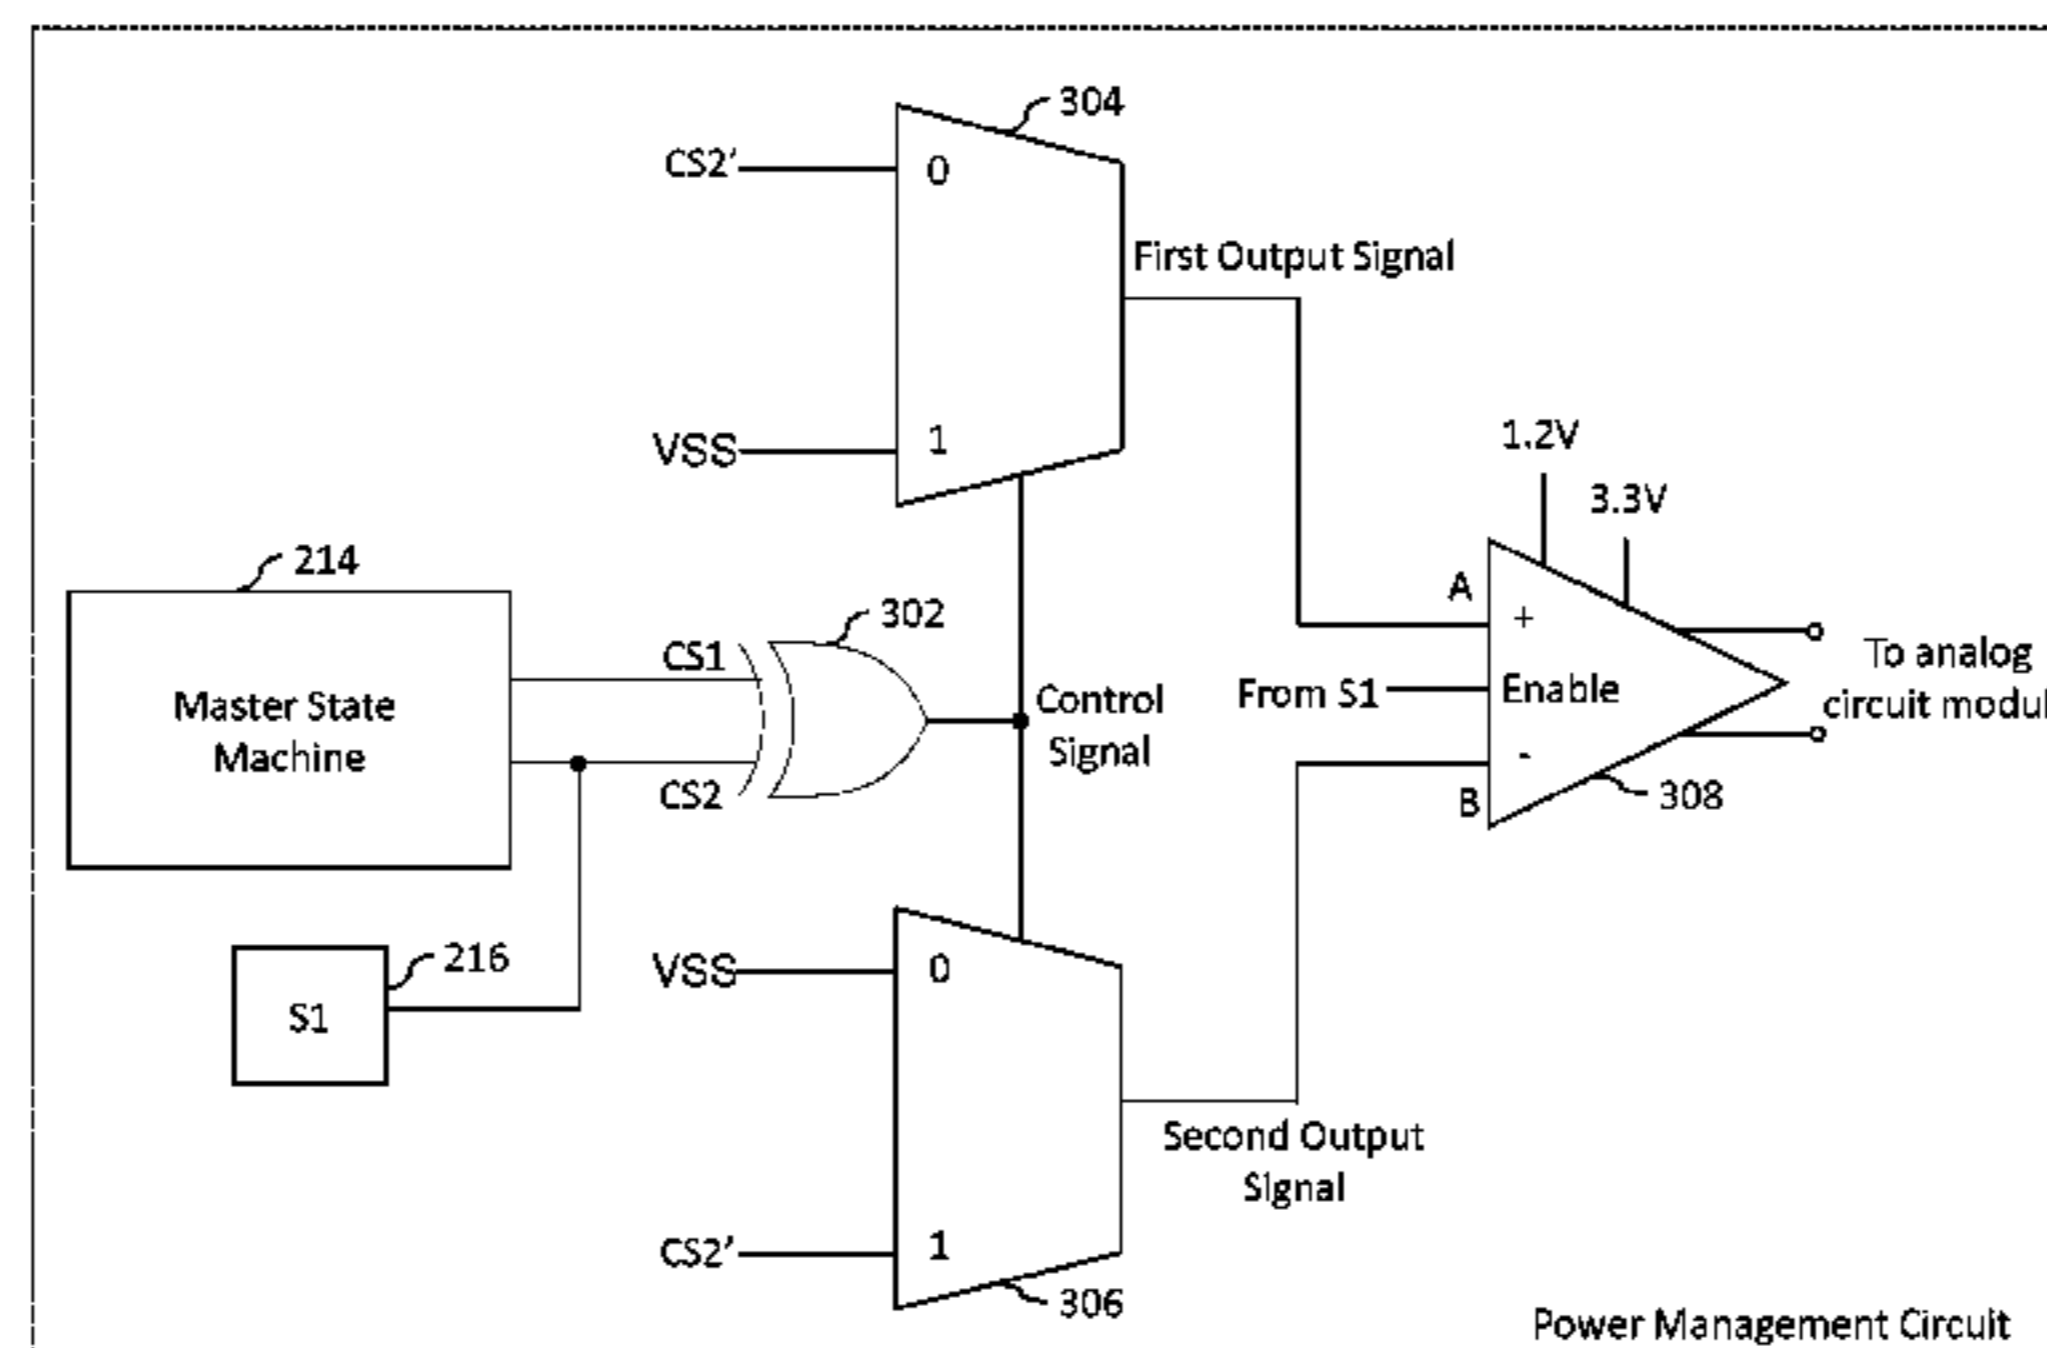 304
CS2'
0
First Output Signal
VSS
1
1.2V
3.3V
214
302
A
+
CS1
To analog
Master State
Machine
Control
Signal
From S1
Enable
circuit modul
CS2
-
B
308
216
VSS
0
S1
Second Output
Signal
CS2'
1
306
Power Management Circuit